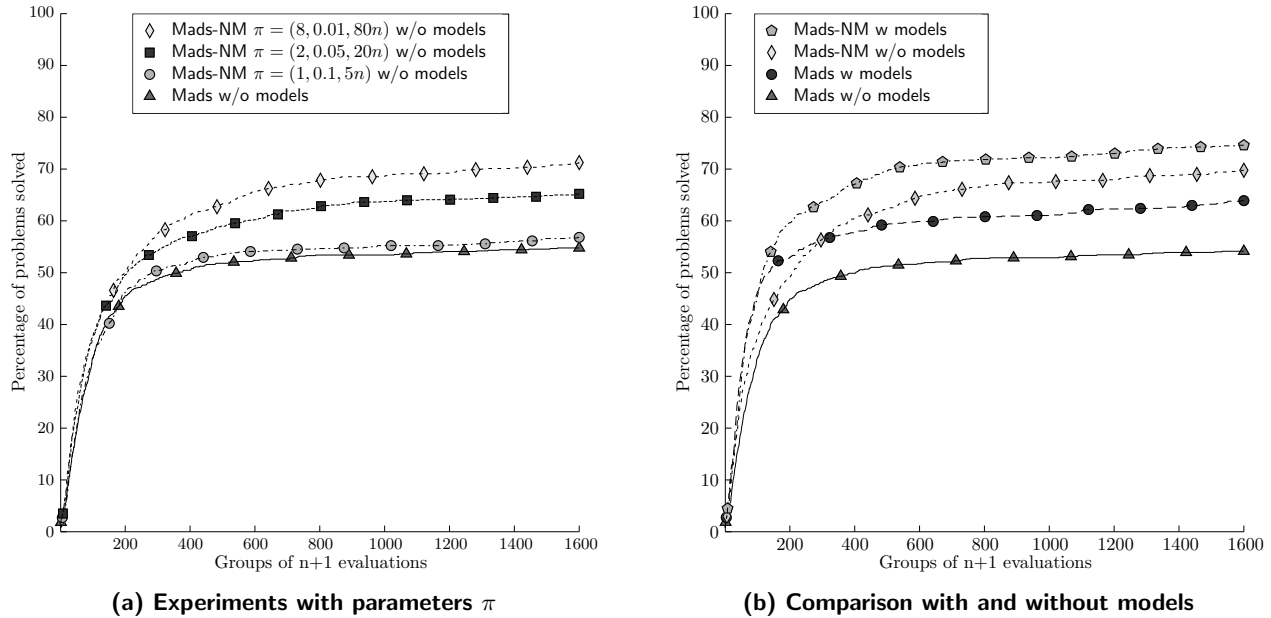 100
90
80
70
60
50
40
30
20
10
0
Percentage of problems solved
Mads-NM π = (8, 0.01, 80n) w/o models
Mads-NM π = (2, 0.05, 20n) w/o models
Mads-NM π = (1, 0.1, 5n) w/o models
Mads w/o models
200 400 600 800 1000 1200 1400 1600
Groups of n+1 evaluations
(a) Experiments with parameters π
100
90
80
70
60
50
40
30
20
10
0
Percentage of problems solved
Mads-NM w models
Mads-NM w/o models
Mads w models
Mads w/o models
200 400 600 800 1000 1200 1400 1600
Groups of n+1 evaluations
(b) Comparison with and without models